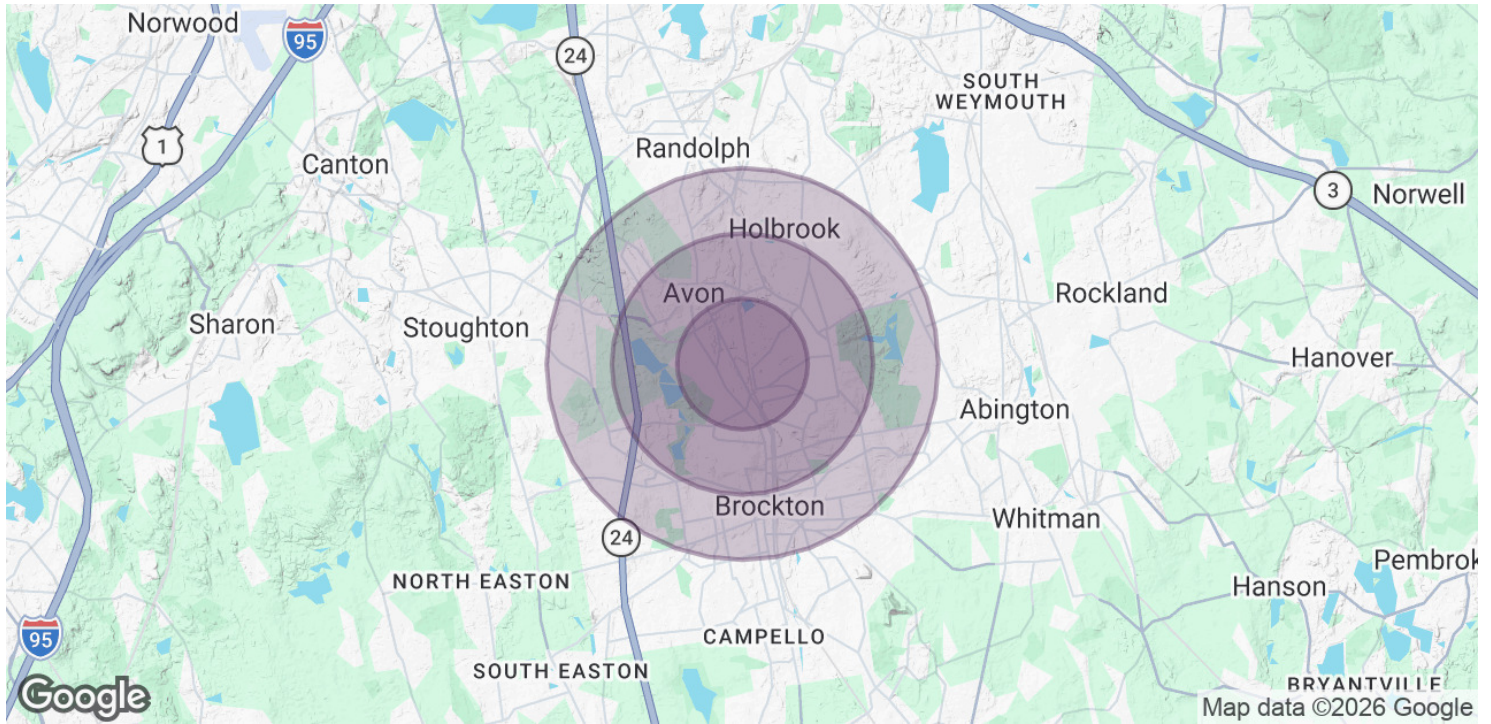 Norwood
95
24
SOUTH
WEYMOUTH
1
Canton
Randolph
3
Norwell
Holbrook
Avon
Rockland
Sharon
Stoughton
Hanover
Abington
Brockton
Whitman
24
Pembrok
NORTH EASTON
Hanson
95
CAMPELLO
SOUTH EASTON
BRYANTVILLE
Google
Map data ©2026 Google